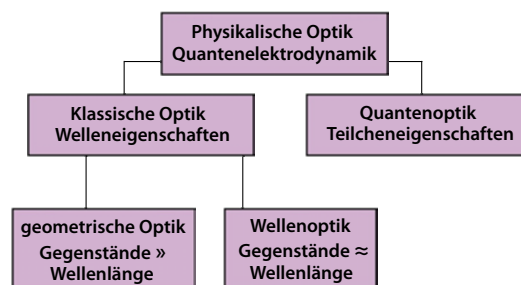 Physikalische Optik
Quantenelektrodynamik
Klassische Optik
Welleneigenschaften
Quantenoptik
Teilcheneigenschaften
geometrische Optik
Gegenstände »
Wellenlänge
Wellenoptik
Gegenstände ≈
Wellenlänge